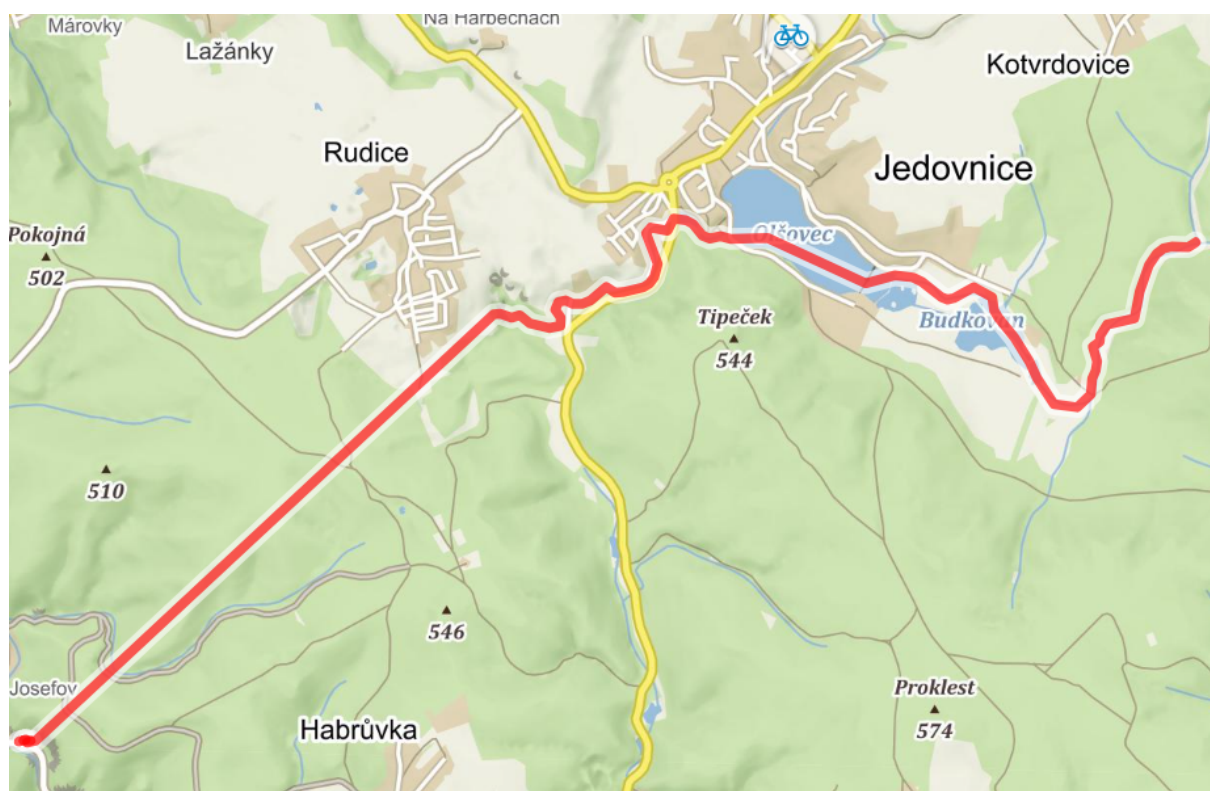 Márovky
Na Harbechách
Lažánky
Kotvrdovice
Rudice
Jedovnice
Pokojná
502
Olšovec
Tipeček
544
Budkovan
510
546
Josefov
Proklest
574
Habrůvka